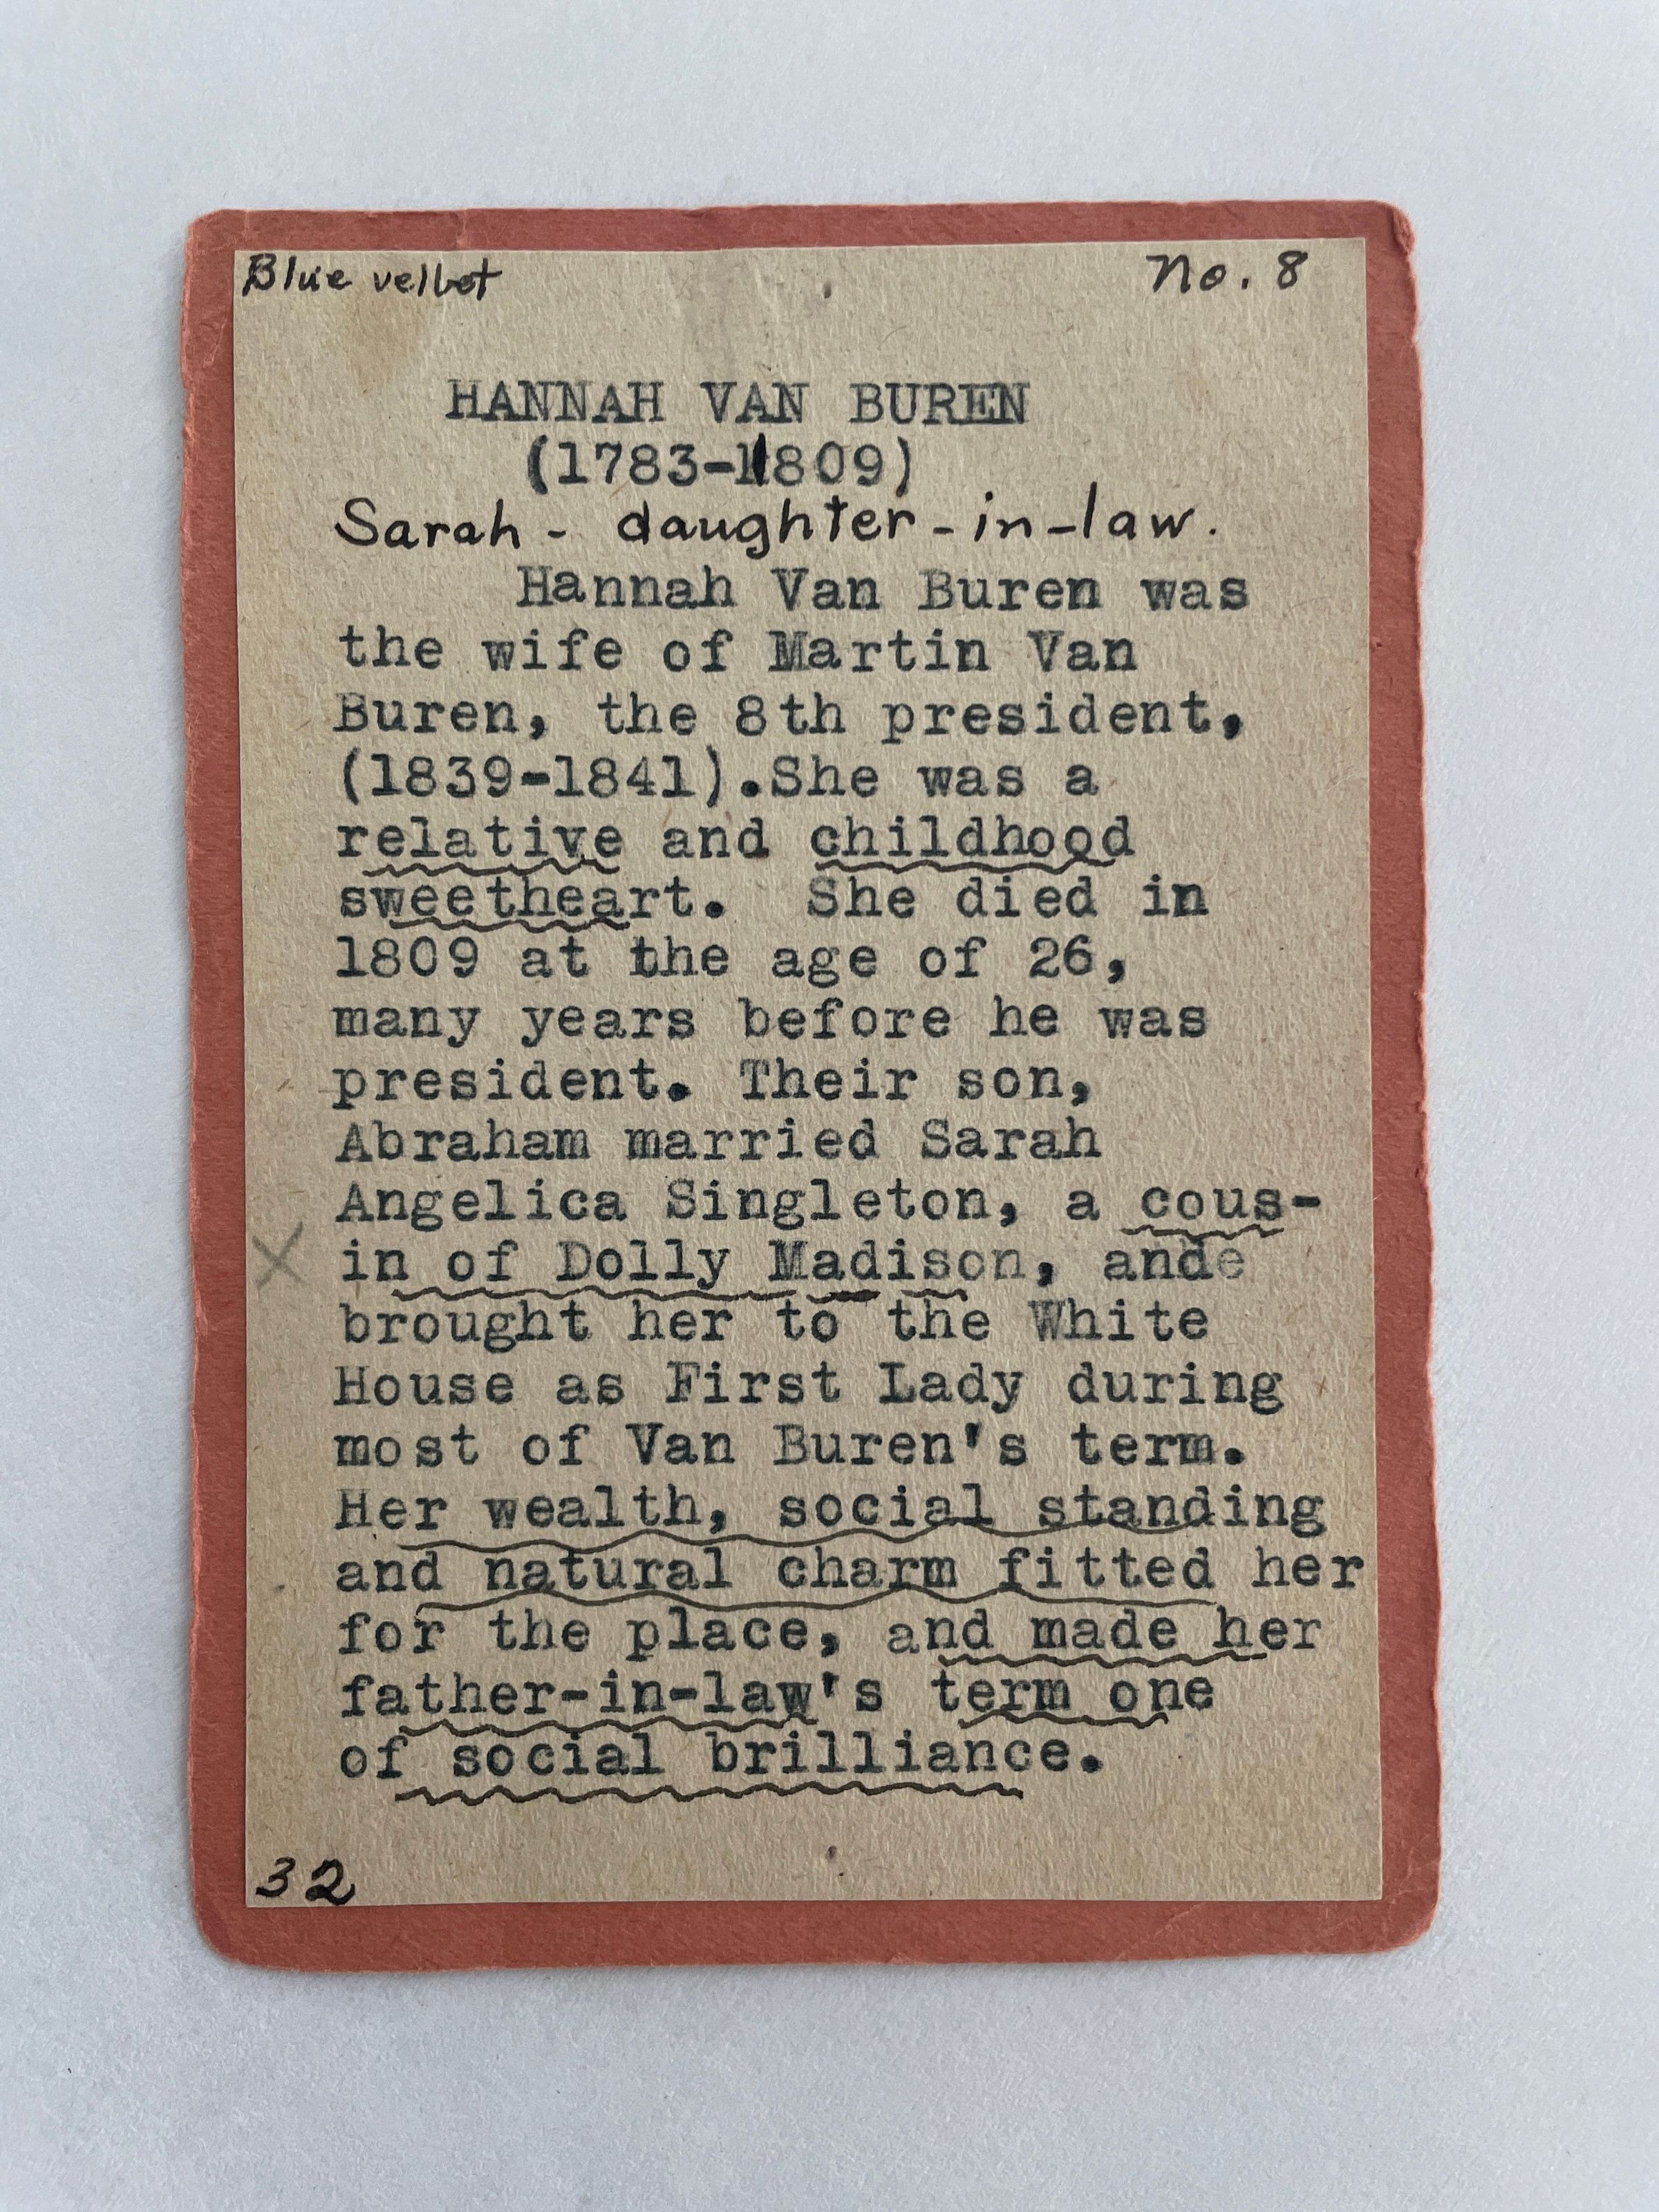 Blue velvet
No. 8
HANNAH VAN BUREN
(1783-1809)
Sarah - daughter-in-law.
Hannah Van Buren was
the wife of Martin Van
Buren, the 8th president,
(1839-1841).She was a
relative and childhood
sweetheart. She died in
1809 at the age of 26,
many years before he was
president. Their son,
Abraham married Sarah
Angelica Singleton, a cous-
in of Dolly Madison, ande
brought her to the White
House as First Lady during
most of Van Buren's term.
Her wealth, social standing
and natural charm fitted her
for the place, and made her
father-in-law's term one
of social brilliance.
32